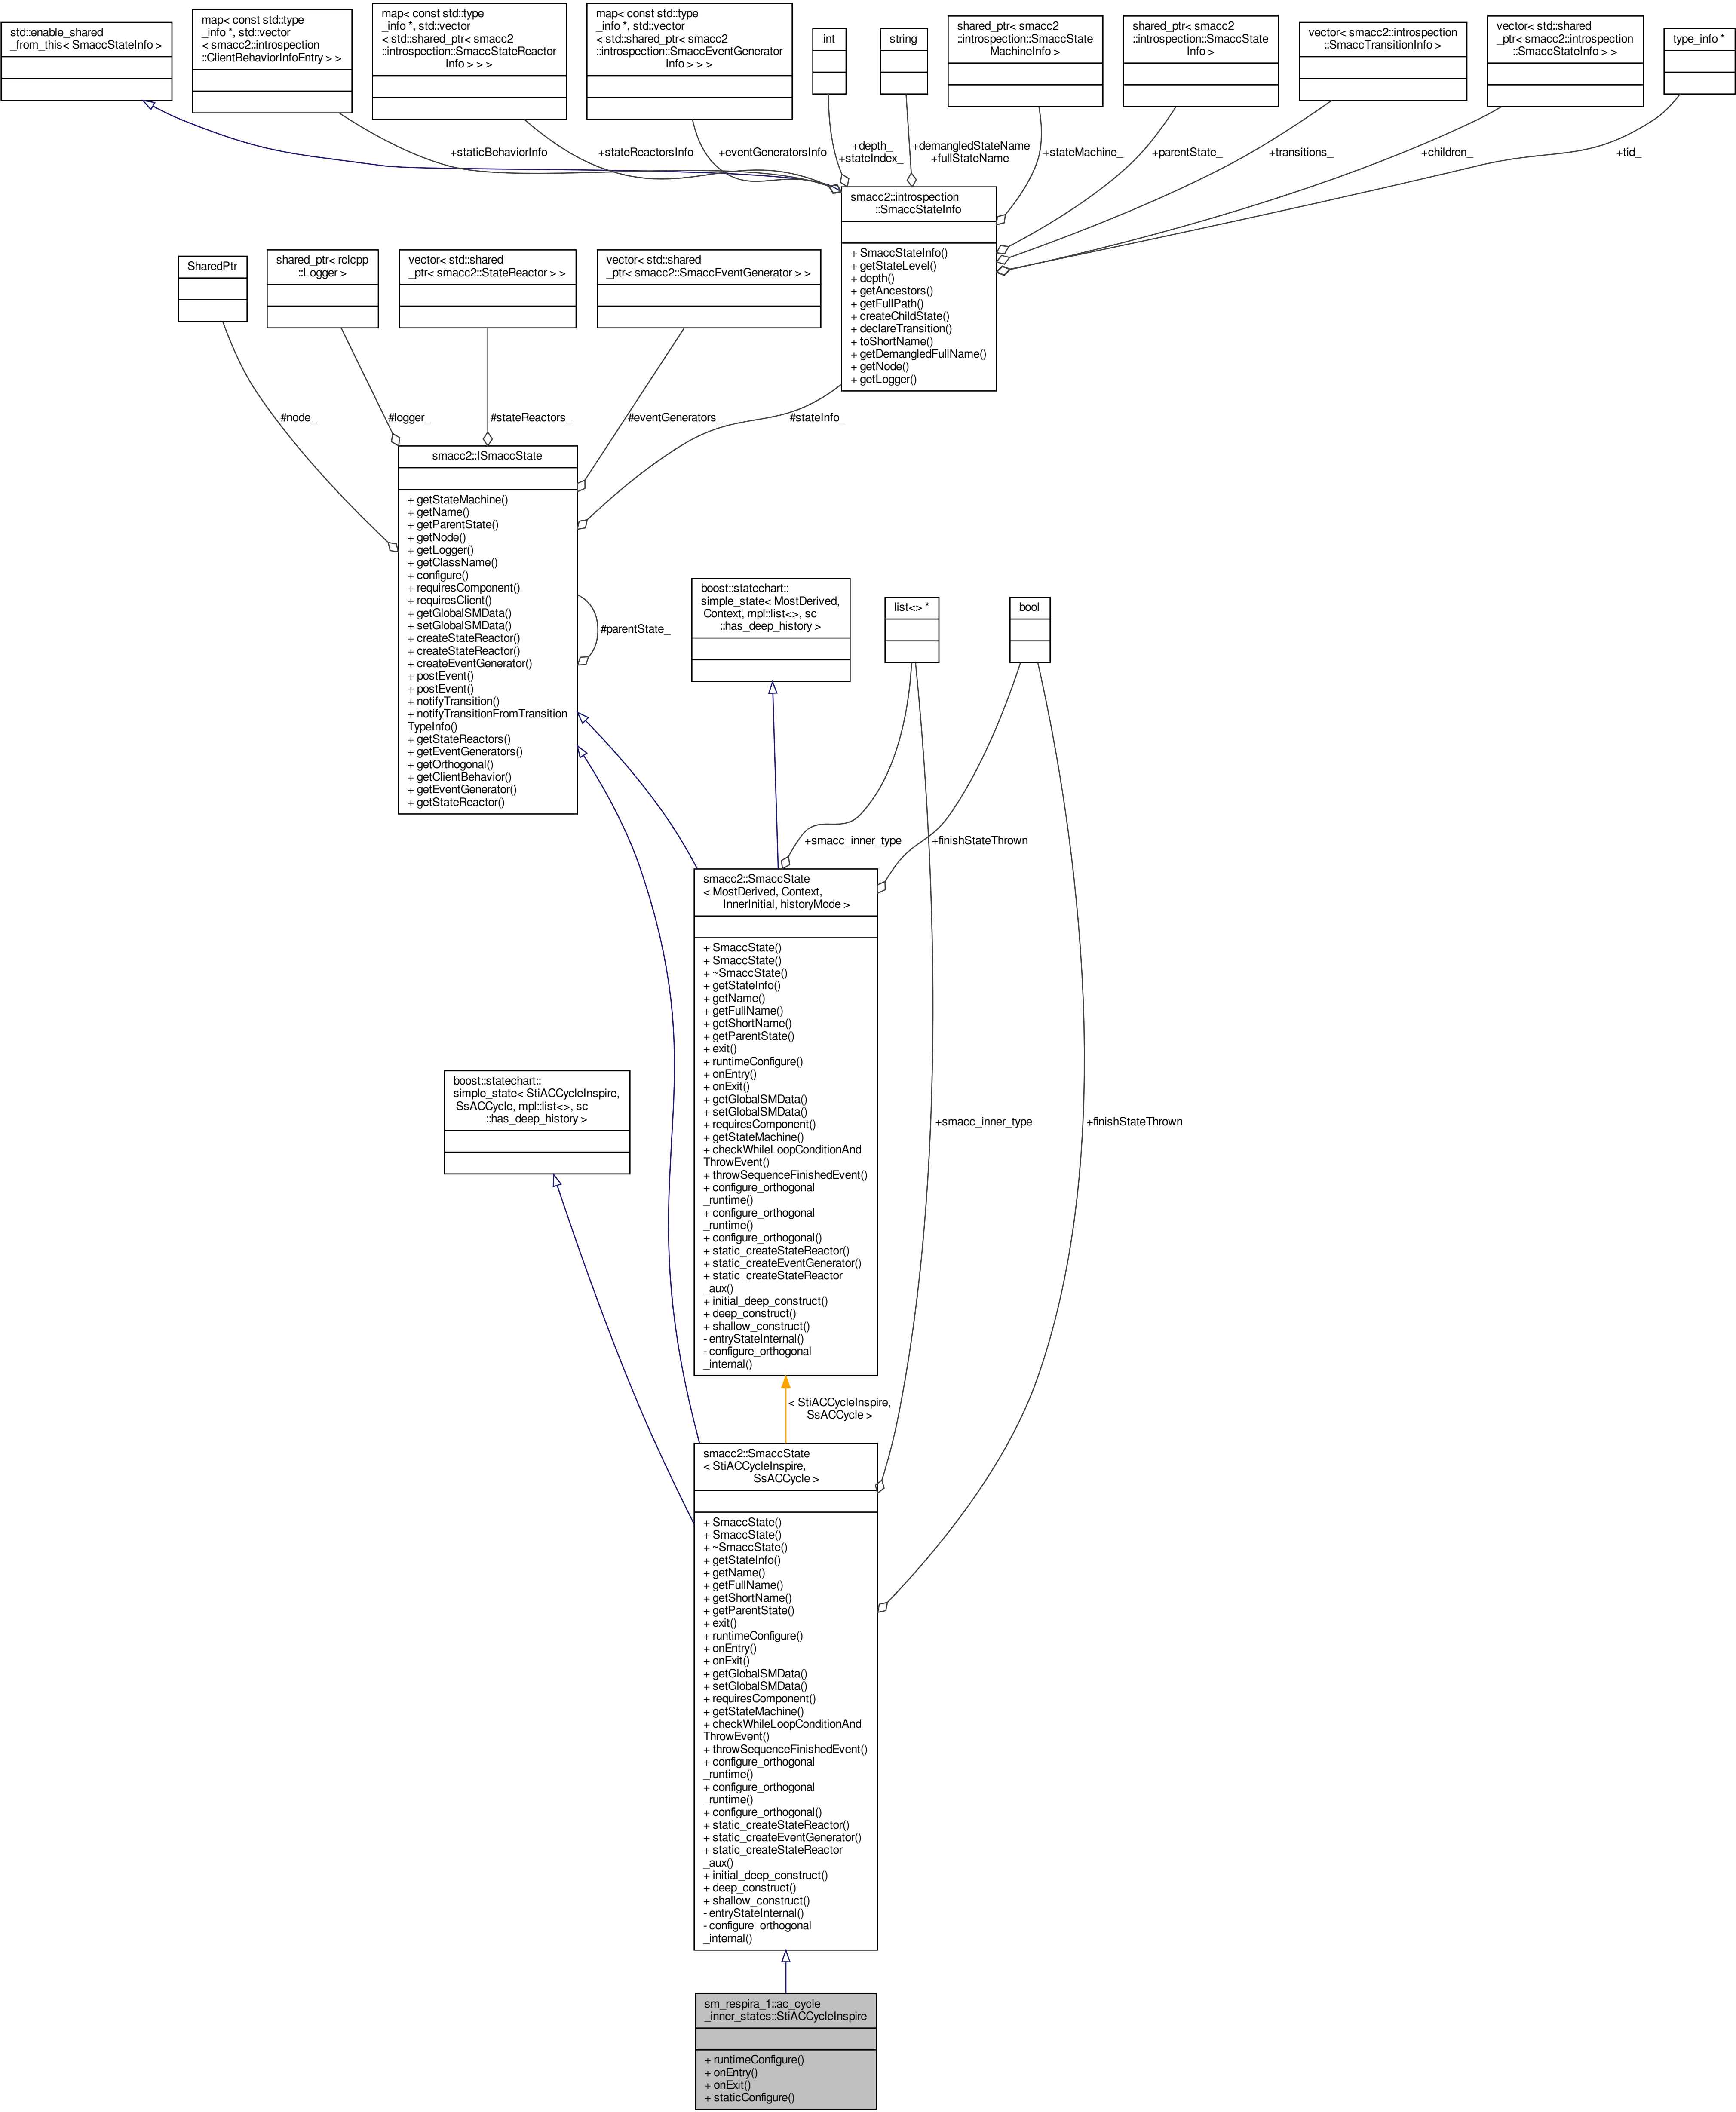 std::enable_shared
_from_this< SmaccStateInfo >
map< const std::type
_info *, std::vector
< smacc2::introspection
::ClientBehaviorInfoEntry > >
map< const std::type
_info *, std::vector
< std::shared_ptr< smacc2
::introspection::SmaccStateReactor
Info > > >
map< const std::type
_info *, std::vector
< std::shared_ptr< smacc2
::introspection::SmaccEventGenerator
Info > > >
int
string
shared_ptr< smacc2
::introspection::SmaccState
MachineInfo >
shared_ptr< smacc2
::introspection::SmaccState
Info >
vector< smacc2::introspection
::SmaccTransitionInfo >
vector< std::shared
_ptr< smacc2::introspection
::SmaccStateInfo > >
type_info *
+staticBehaviorInfo
+stateReactorsInfo
+eventGeneratorsInfo
+depth_
+stateIndex_
+demangledStateName
+fullStateName
+stateMachine_
+parentState_
+transitions_
+children_
+tid_
smacc2::introspection
::SmaccStateInfo
+ SmaccStateInfo()
+ getStateLevel()
+ depth()
+ getAncestors()
+ getFullPath()
+ createChildState()
+ declareTransition()
+ toShortName()
+ getDemangledFullName()
+ getNode()
+ getLogger()
SharedPtr
shared_ptr< rclcpp
::Logger >
vector< std::shared
_ptr< smacc2::StateReactor > >
vector< std::shared
_ptr< smacc2::SmaccEventGenerator > >
#node_
#logger_
#stateReactors_
#eventGenerators_
#stateInfo_
smacc2::ISmaccState
+ getStateMachine()
+ getName()
+ getParentState()
+ getNode()
+ getLogger()
+ getClassName()
+ configure()
+ requiresComponent()
+ requiresClient()
+ getGlobalSMData()
+ setGlobalSMData()
+ createStateReactor()
+ createStateReactor()
+ createEventGenerator()
+ postEvent()
+ postEvent()
+ notifyTransition()
+ notifyTransitionFromTransition
TypeInfo()
+ getStateReactors()
+ getEventGenerators()
+ getOrthogonal()
+ getClientBehavior()
+ getEventGenerator()
+ getStateReactor()
#parentState_
boost::statechart::
simple_state< MostDerived,
Context, mpl::list<>, sc
::has_deep_history >
list<> *
bool
+smacc_inner_type
+finishStateThrown
smacc2::SmaccState
< MostDerived, Context,
InnerInitial, historyMode >
+ SmaccState()
+ SmaccState()
+ ~SmaccState()
+ getStateInfo()
+ getName()
+ getFullName()
+ getShortName()
+ getParentState()
+ exit()
+ runtimeConfigure()
+ onEntry()
+ onExit()
+ getGlobalSMData()
+ setGlobalSMData()
+ requiresComponent()
+ getStateMachine()
+ checkWhileLoopConditionAnd
ThrowEvent()
+ throwSequenceFinishedEvent()
+ configure_orthogonal
_runtime()
+ configure_orthogonal
_runtime()
+ configure_orthogonal()
+ static_createStateReactor()
+ static_createEventGenerator()
+ static_createStateReactor
_aux()
+ initial_deep_construct()
+ deep_construct()
+ shallow_construct()
- entryStateInternal()
- configure_orthogonal
_internal()
boost::statechart::
simple_state< StiACCycleInspire,
SsACCycle, mpl::list<>, sc
::has_deep_history >
+smacc_inner_type
+finishStateThrown
< StiACCycleInspire,
SsACCycle >
smacc2::SmaccState
< StiACCycleInspire,
SsACCycle >
+ SmaccState()
+ SmaccState()
+ ~SmaccState()
+ getStateInfo()
+ getName()
+ getFullName()
+ getShortName()
+ getParentState()
+ exit()
+ runtimeConfigure()
+ onEntry()
+ onExit()
+ getGlobalSMData()
+ setGlobalSMData()
+ requiresComponent()
+ getStateMachine()
+ checkWhileLoopConditionAnd
ThrowEvent()
+ throwSequenceFinishedEvent()
+ configure_orthogonal
_runtime()
+ configure_orthogonal
_runtime()
+ configure_orthogonal()
+ static_createStateReactor()
+ static_createEventGenerator()
+ static_createStateReactor
_aux()
+ initial_deep_construct()
+ deep_construct()
+ shallow_construct()
- entryStateInternal()
- configure_orthogonal
_internal()
sm_respira_1::ac_cycle
_inner_states::StiACCycleInspire
+ runtimeConfigure()
+ onEntry()
+ onExit()
+ staticConfigure()